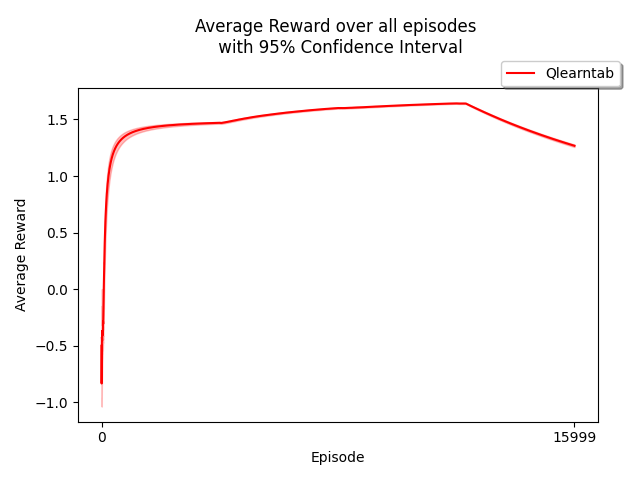 Average Reward over all episodes
with 95% Confidence Interval
Qlearntab
1.5
1.0
0.5
0.0
−0.5
−1.0
Average Reward
0
15999
Episode